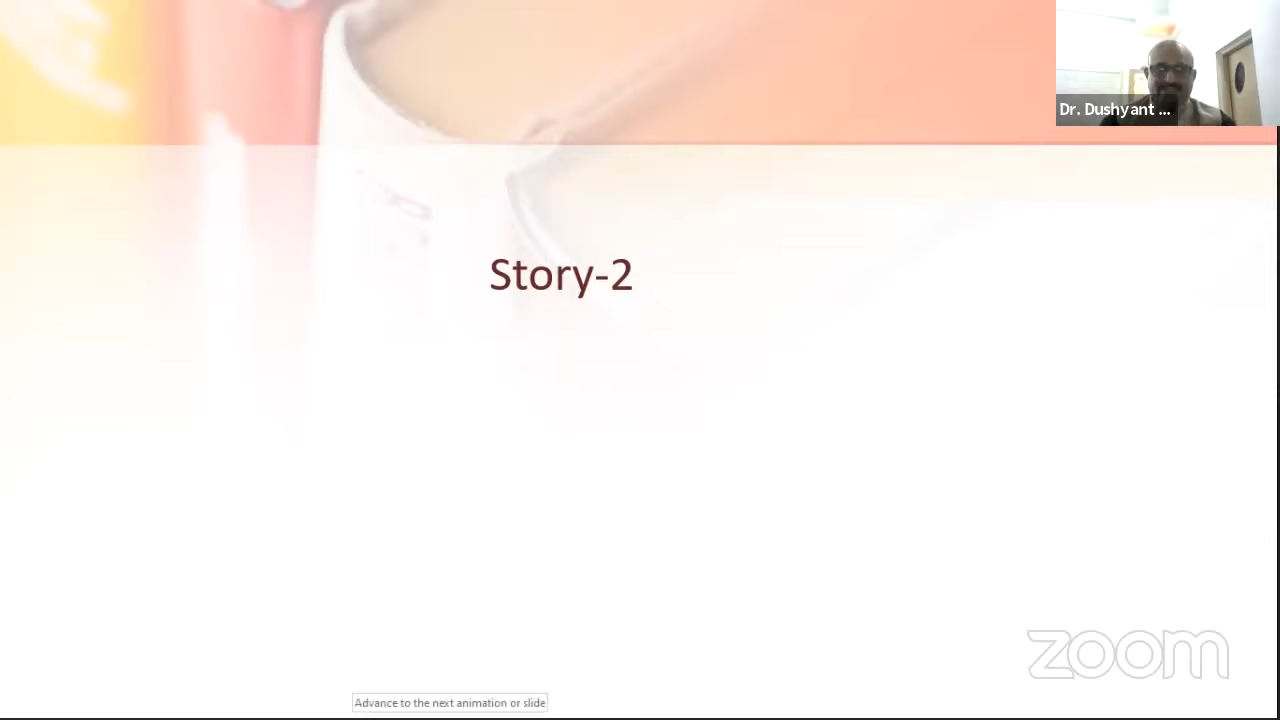 Dr. Dushyant ...
Story-2
zoom
Advance to the next animation or slide